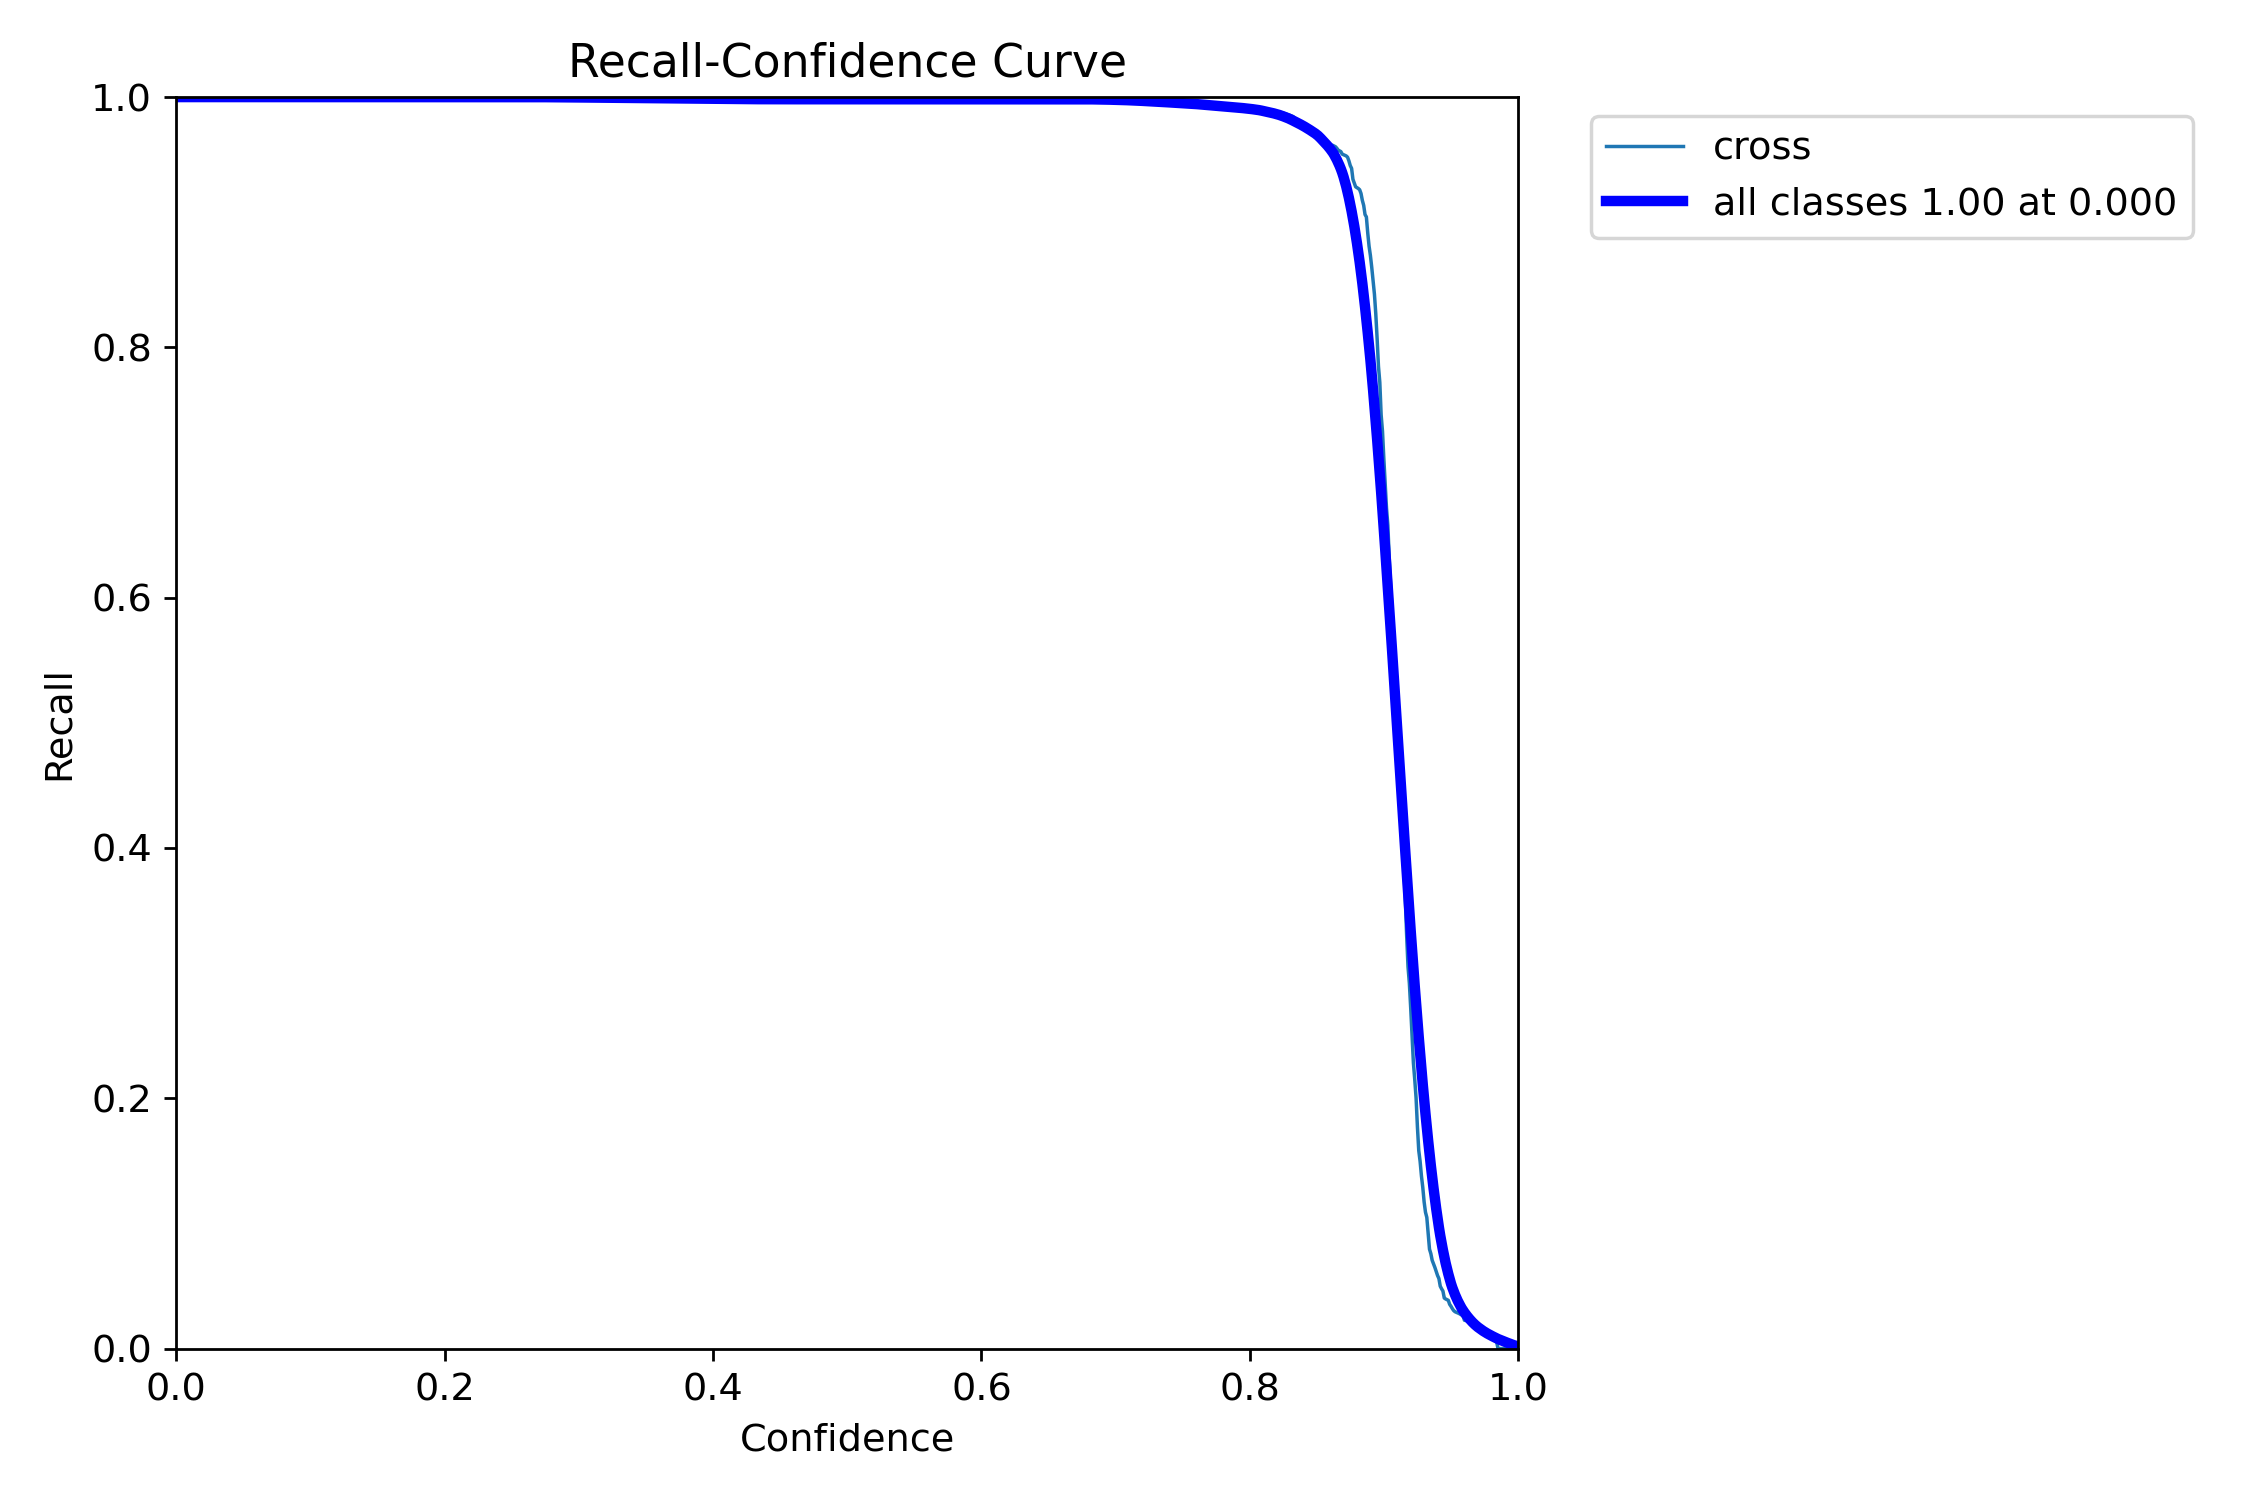 Recall-Confidence Curve
1.0
0.8
0.6
0.4
0.2
0.0
Recall
0.0 0.2 0.4 0.6 0.8 1.0
Confidence
cross
all classes 1.00 at 0.000